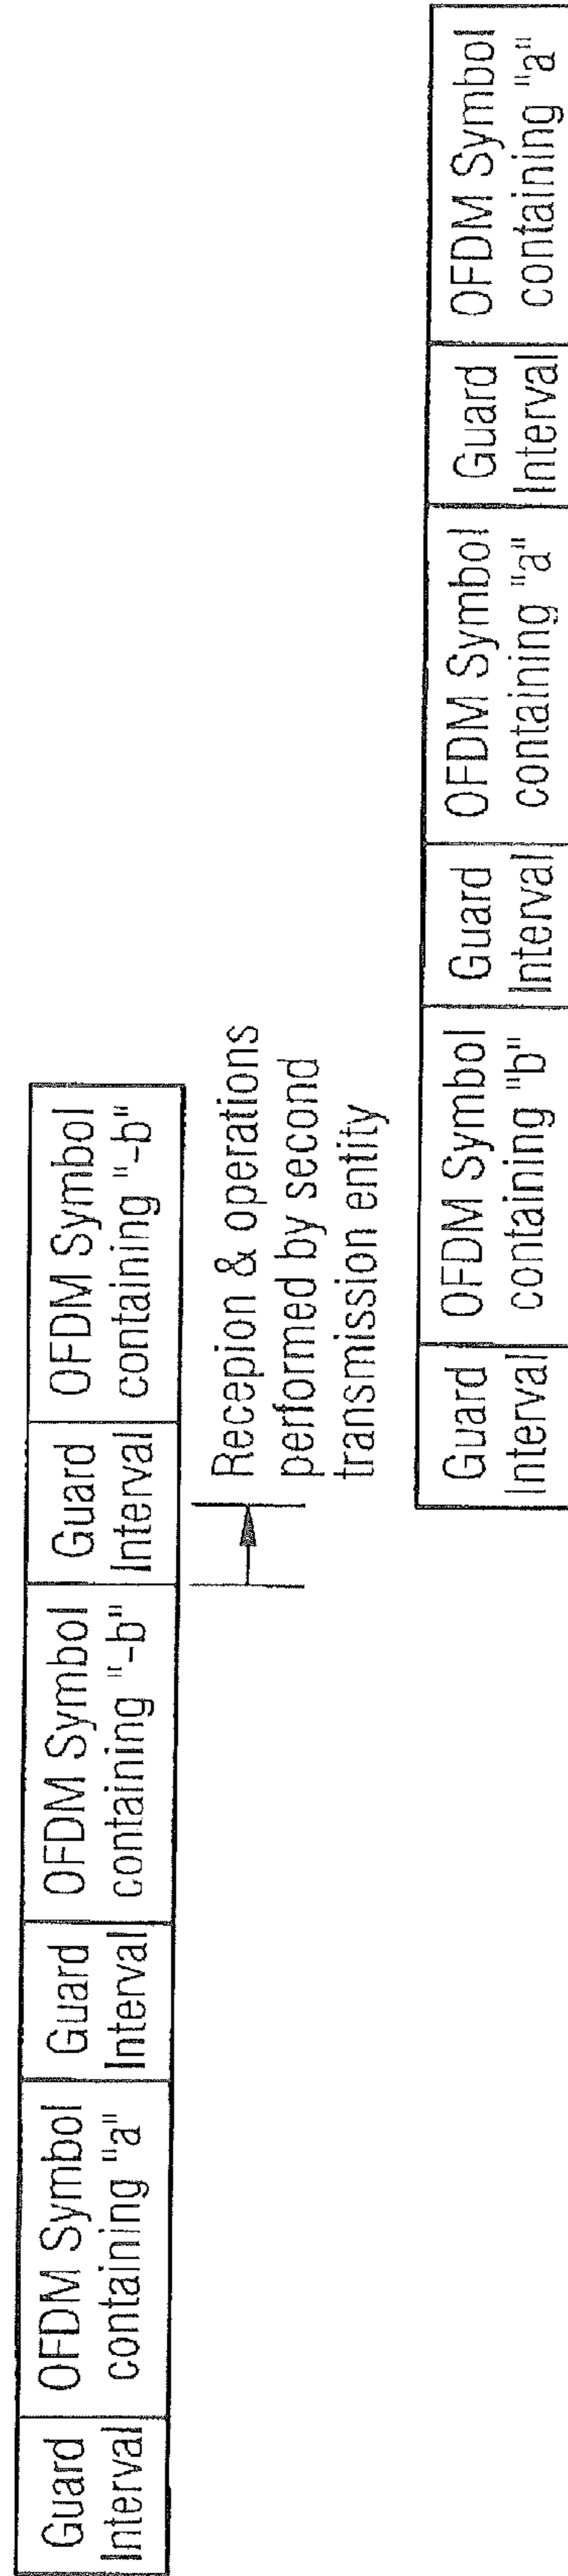 Guard
Interval
OFDM Symbol
containing "a"
Guard
Interval
OFDM Symbol
containing "-b"
Guard
Interval
OFDM Symbol
containing "-b"
Recepion & operations
performed by second
transmission entity
Guard
Interval
OFDM Symbol
containing "b"
Guard
Interval
OFDM Symbol
containing "a"
Guard
Interval
OFDM Symbol
containing "a"